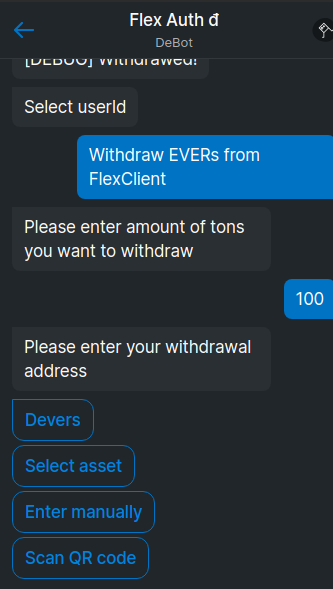 Flex Auth đ
DeBot
[DEBUG] Withdrawed!
Select userId
Withdraw EVERs from
FlexClient
Please enter amount of tons
you want to withdraw
100
Please enter your withdrawal
address
Devers
Select asset
Enter manually
Scan QR code